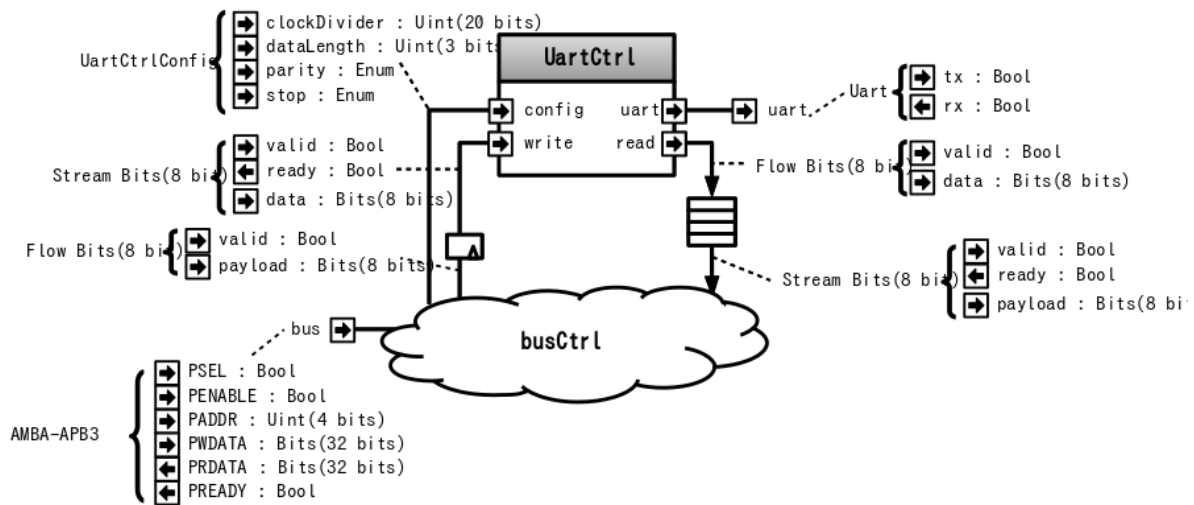 clockDivider : Uint(20 bits)
dataLength : Uint(3 bits
UartCtrlConfig
parity : Enum
stop : Enum
UartCtrl
config
uart
write
read
uart
Uart
tx : Bool
rx : Bool
valid : Bool
Stream Bits(8 bit)
ready : Bool
data : Bits(8 bits)
Flow Bits(8 bit)
valid : Bool
data : Bits(8 bits)
Flow Bits(8 bit)
valid : Bool
payload : Bits(8 bits)
Stream Bits(8 bit)
valid : Bool
ready : Bool
payload : Bits(8 bit
bus
busCtrl
AMBA-APB3
PSEL : Bool
PENABLE : Bool
PADDR : Uint(4 bits)
PWDATA : Bits(32 bits)
PRDATA : Bits(32 bits)
PREADY : Bool